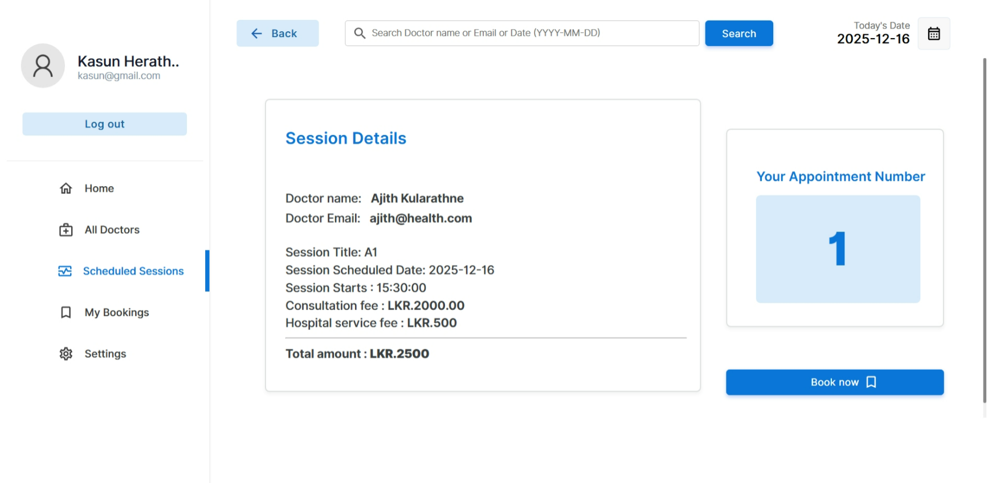 Kasun Herath..
kasun@gmail.com
Log out
Home
All Doctors
Scheduled Sessions
My Bookings
Settings
Back
Search Doctor name or Email or Date (YYYY-MM-DD)
Search
Today's Date
2025-12-16
Session Details
Doctor name: Ajith Kularathne
Doctor Email: ajith@health.com
Session Title: A1
Session Scheduled Date: 2025-12-16
Session Starts : 15:30:00
Consultation fee : LKR.2000.00
Hospital service fee : LKR.500
Total amount : LKR.2500
Your Appointment Number
1
Book now